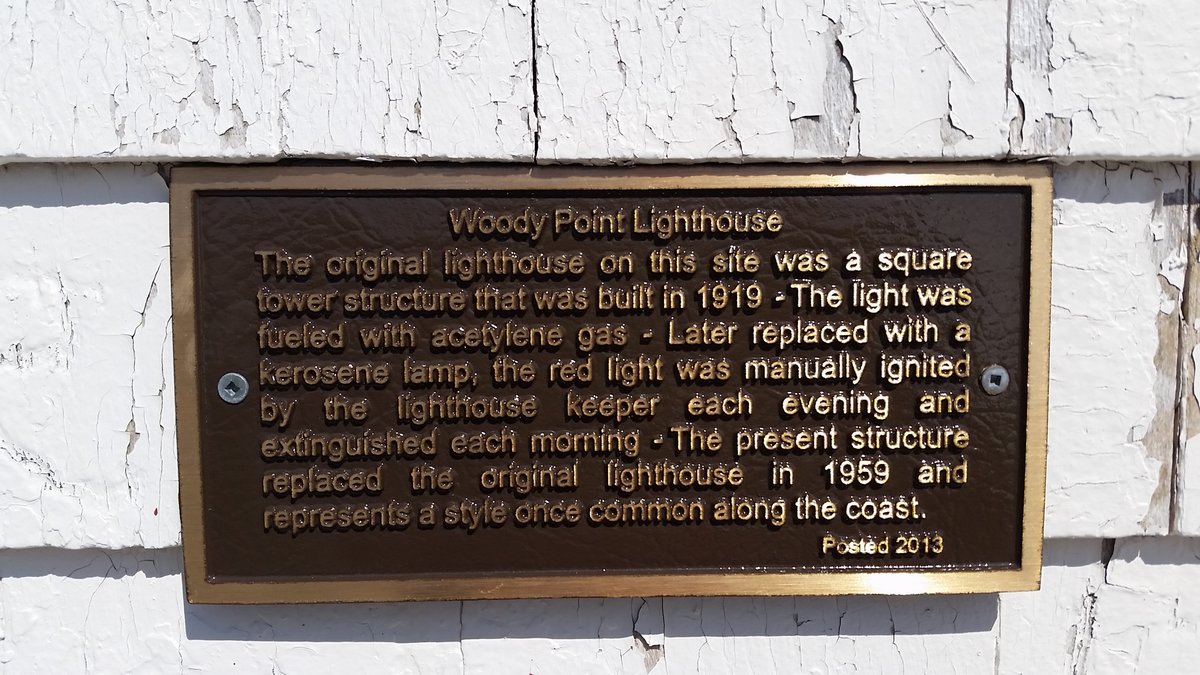 Woody Point Lighthouse
The original lighthouse on this site was a square
tower structure that was built in 1919 - The light was
fueled with acetylene gas - Later replaced with a
kerosene lamp, the red light was manually ignited
by the lighthouse keeper each evening and
extinguished each morning - The present structure
replaced the original lighthouse in 1959 and
represents a style once common along the coast.
Posted 2013